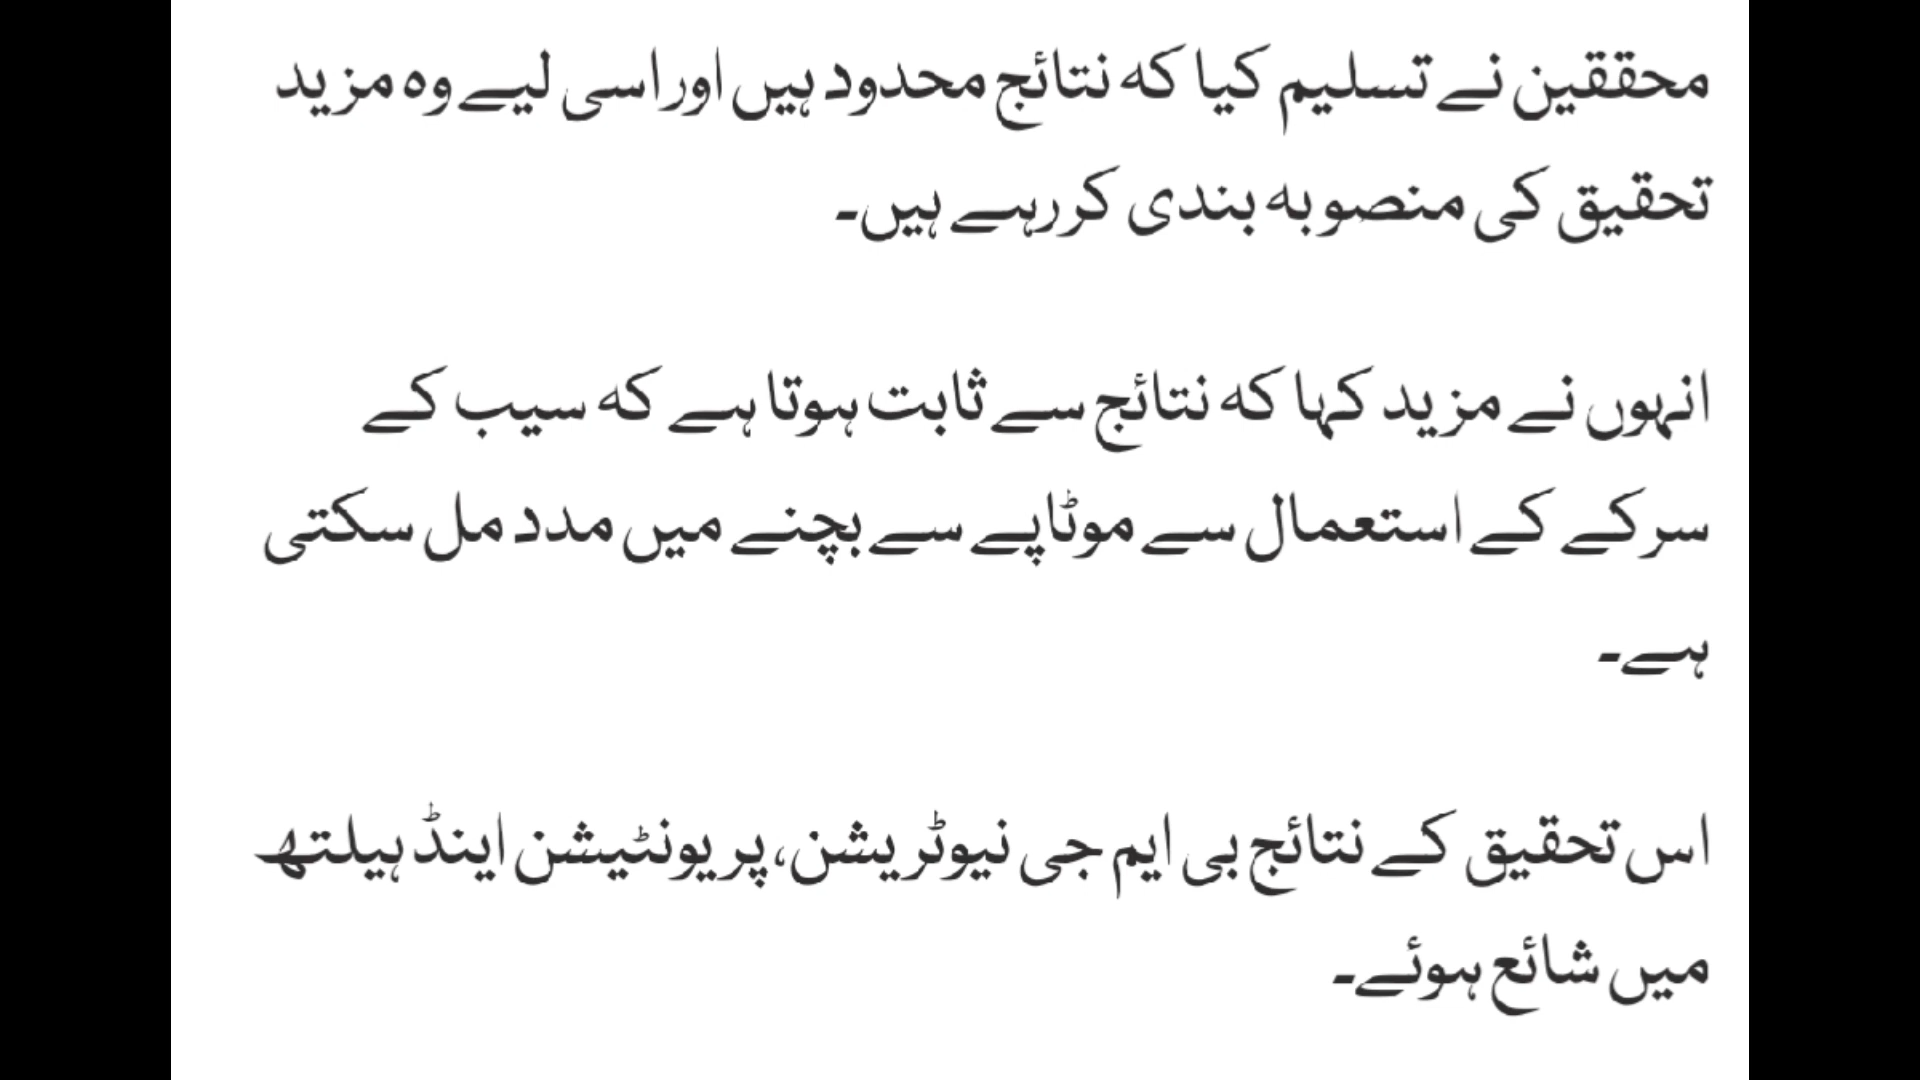 محققین نے تسلیم کیا کہ نتائج محدود ہیں اور اسی لیے وہ مزید
تحقیق کی منصوبہ بندی کررہے ہیں۔
انہوں نے مزید کہا کہ نتائج سے ثابت ہوتا ہے کہ سیب کے
سرکے کے استعمال سے موٹاپے سے بچنے میں مدد مل سکتی
ہے۔
اس تحقیق کے نتائج بی ایم جی نیوٹریشن، پریونٹیشن اینڈ ہیلتھ
میں شائع ہوئے۔